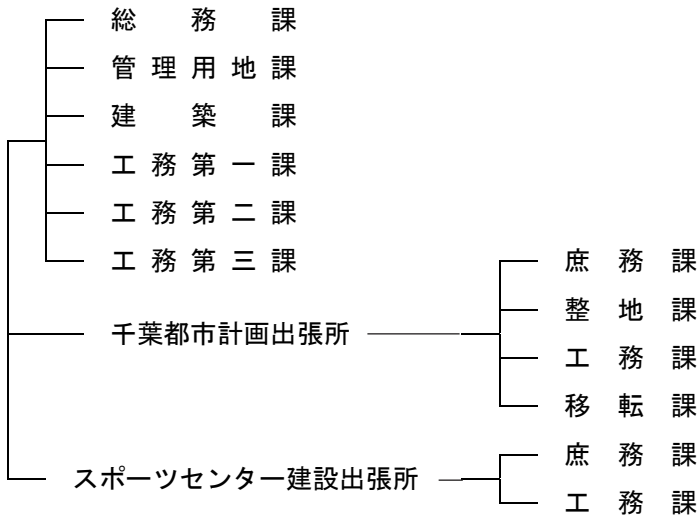 総務課
管理用地課
建築課
工務第一課
工務第二課
工務第三課
千葉都市計画出張所
庶務課
整地課
工務課
移転課
スポーツセンター建設出張所
庶務課
工務課